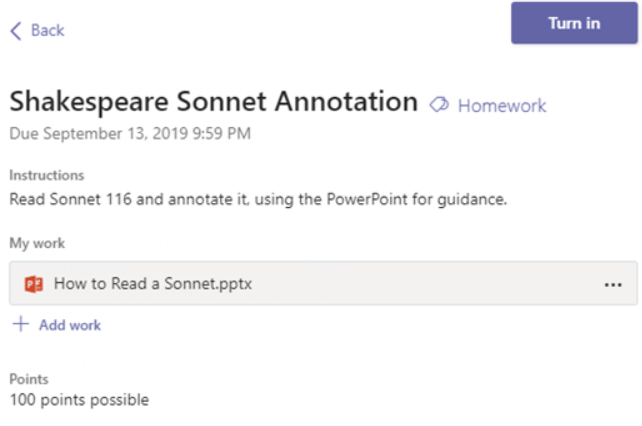 Back
Turn in
Shakespeare Sonnet Annotation Homework
Due September 13, 2019 9:59 PM
Instructions
Read Sonnet 116 and annotate it, using the PowerPoint for guidance.
My work
How to Read a Sonnet.pptx
Add work
Points
100 points possible